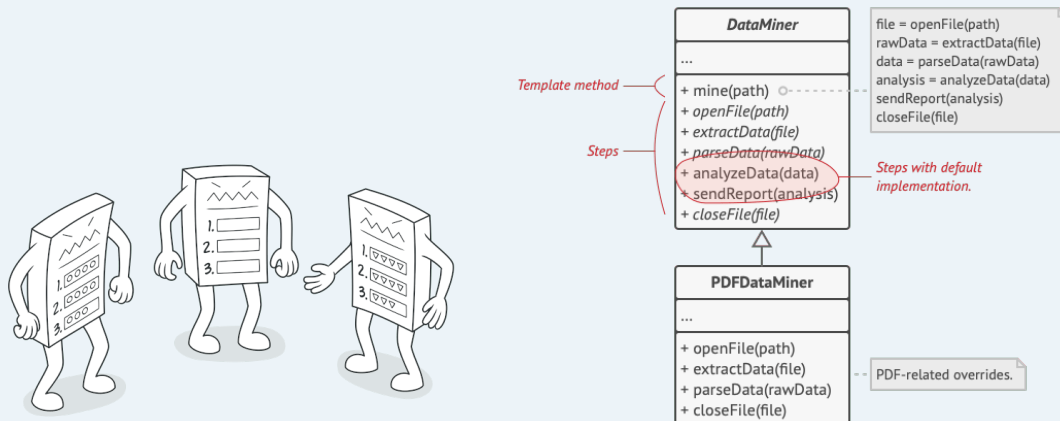 1.
2.
3.
1.
2.
3.
1.
2.
3.
Template method
Steps
DataMiner
...
+ mine(path)
+ openFile(path)
+ extractData(file)
+ parseData(rawData)
+ analyzeData(data)
+ sendReport(analysis)
+ closeFile(file)
file = openFile(path)
rawData = extractData(file)
data = parseData(rawData)
analysis = analyzeData(data)
sendReport(analysis)
closeFile(file)
Steps with default
implementation.
PDFDataMiner
...
+ openFile(path)
+ extractData(file)
+ parseData(rawData)
+ closeFile(file)
PDF-related overrides.